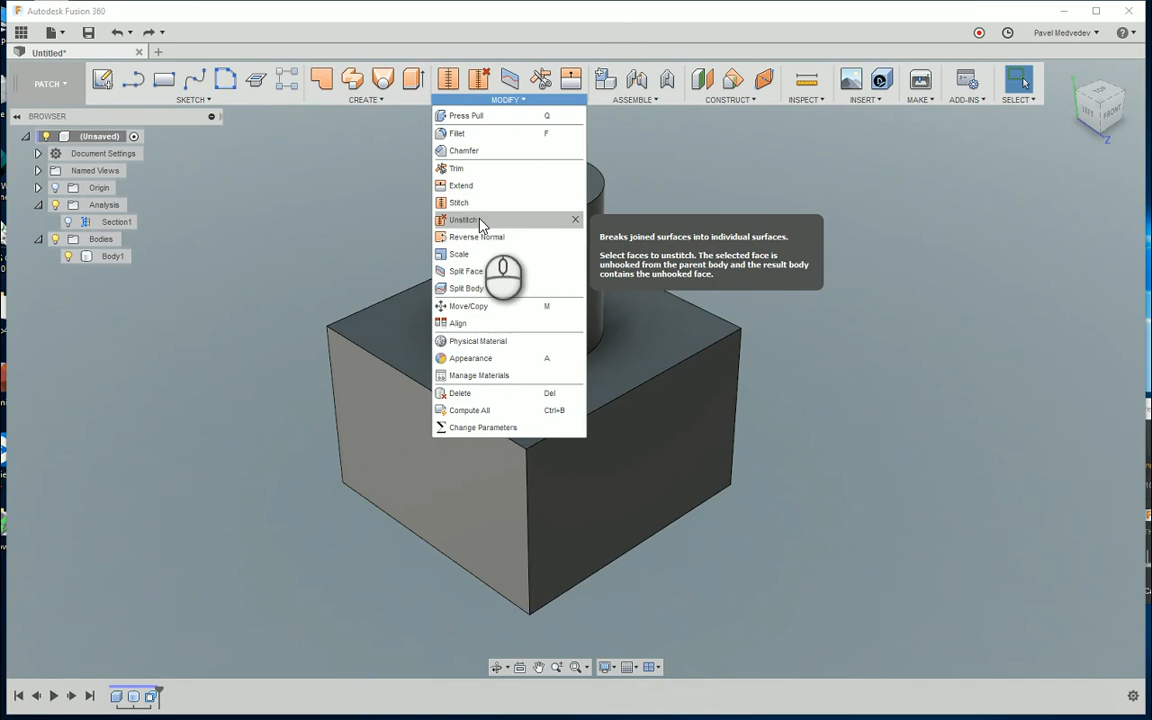 Autodesk Fusion 360
Pavel Medvedev
Untitled*
PATCH
SKETCH
CREATE
MODIFY
ASSEMBLE
CONSTRUCT
INSPECT
INSERT
MAKE
ADD-INS
SELECT
BROWSER
(Unsaved)
Document Settings
Named Views
Origin
Analysis
Section1
Bodies
Body1
Press Pull Q
Fillet F
Chamfer
Trim
Extend
Stitch
Unstitch
Reverse Normal
Scale
Split Face
Split Body
Move/Copy M
Align
Physical Material
Appearance A
Manage Materials
Delete Del
Compute All Ctrl+B
Change Parameters
Breaks joined surfaces into individual surfaces.
Select faces to unstitch. The selected face is
unhooked from the parent body and the result body
contains the unhooked face.
TOP
LEFT
FRONT
Z